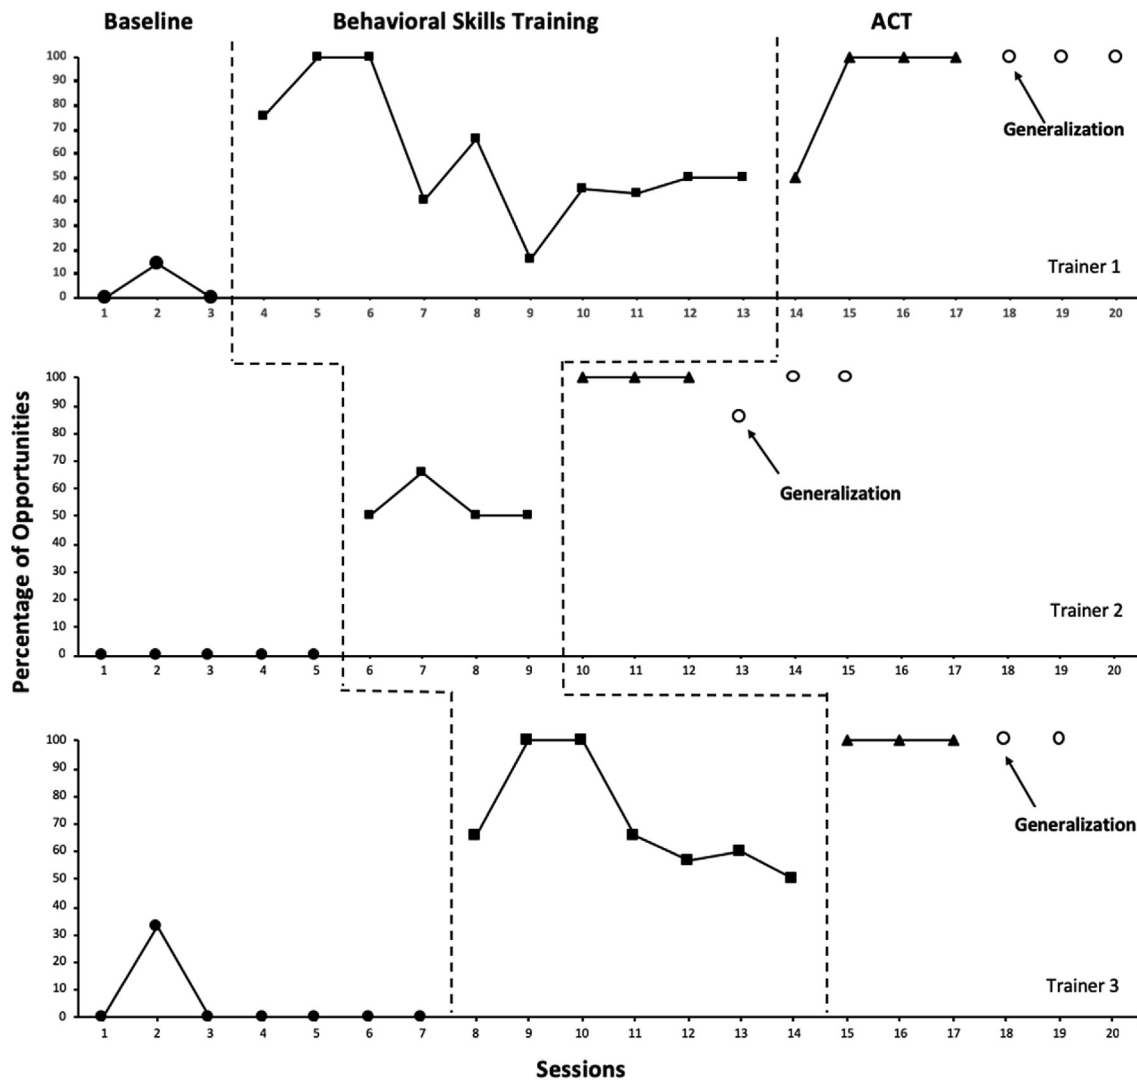 Baseline Behavioral Skills Training ACT
100
90
80
70
60
50
40
30
20
10
0
Generalization
Trainer 1
1 2 3 4 5 6 7 8 9 10 11 12 13 14 15 16 17 18 19 20
Percentage of Opportunities
100
90
80
70
60
50
40
30
20
10
0
Generalization
Trainer 2
1 2 3 4 5 6 7 8 9 10 11 12 13 14 15 16 17 18 19 20
100
90
80
70
60
50
40
30
20
10
0
Generalization
Trainer 3
1 2 3 4 5 6 7 8 9 10 11 12 13 14 15 16 17 18 19 20
Sessions